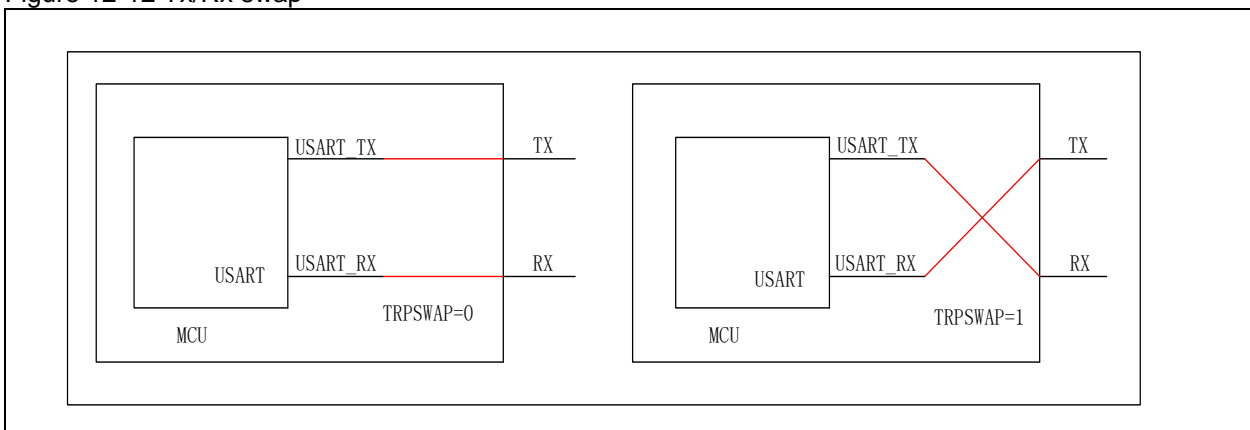 Figure 12-12 Tx/Rx swap
USART_TX TX
USART_RX RX
USART
TRPSWAP=0
MCU
USART_TX TX
USART_RX RX
USART
TRPSWAP=1
MCU